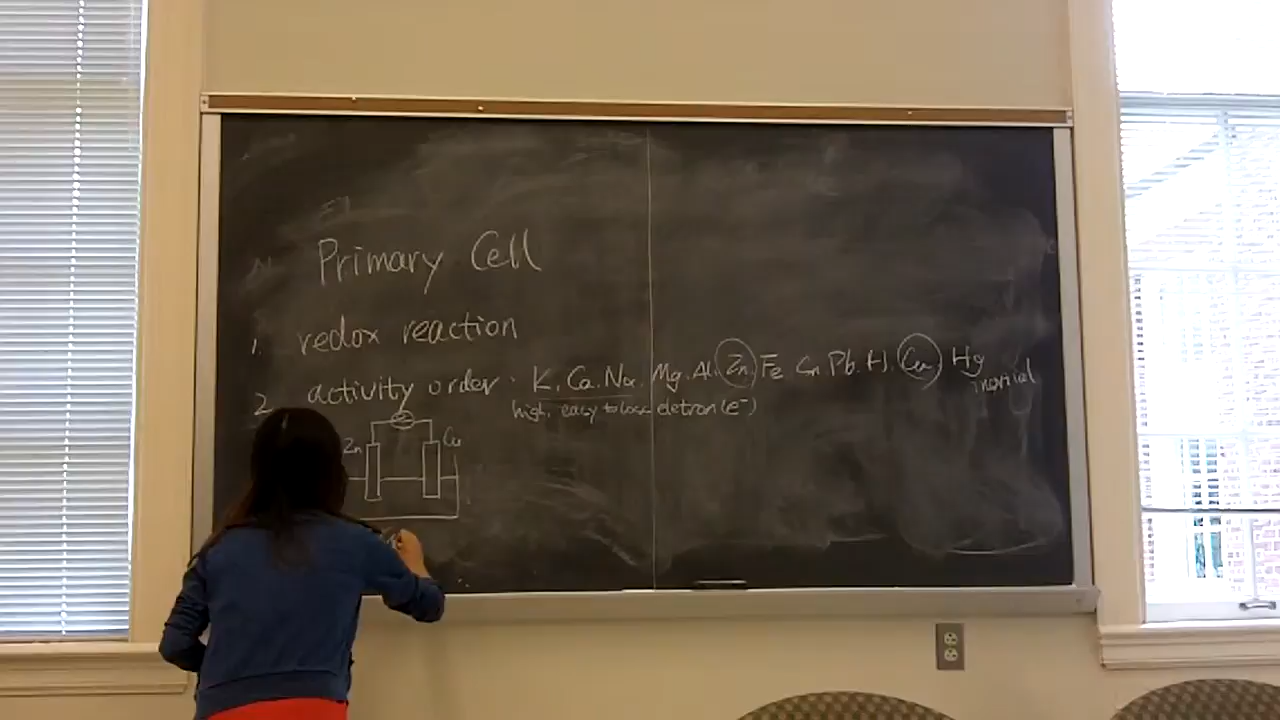 Primary Cell
1. redox reaction
2 activity order: K. Ca. Na. Mg. Al. Zn. Fe Sn Pb. H. Cu, Hg
high, easy to lose eletron (e⁻)
Zn Cu